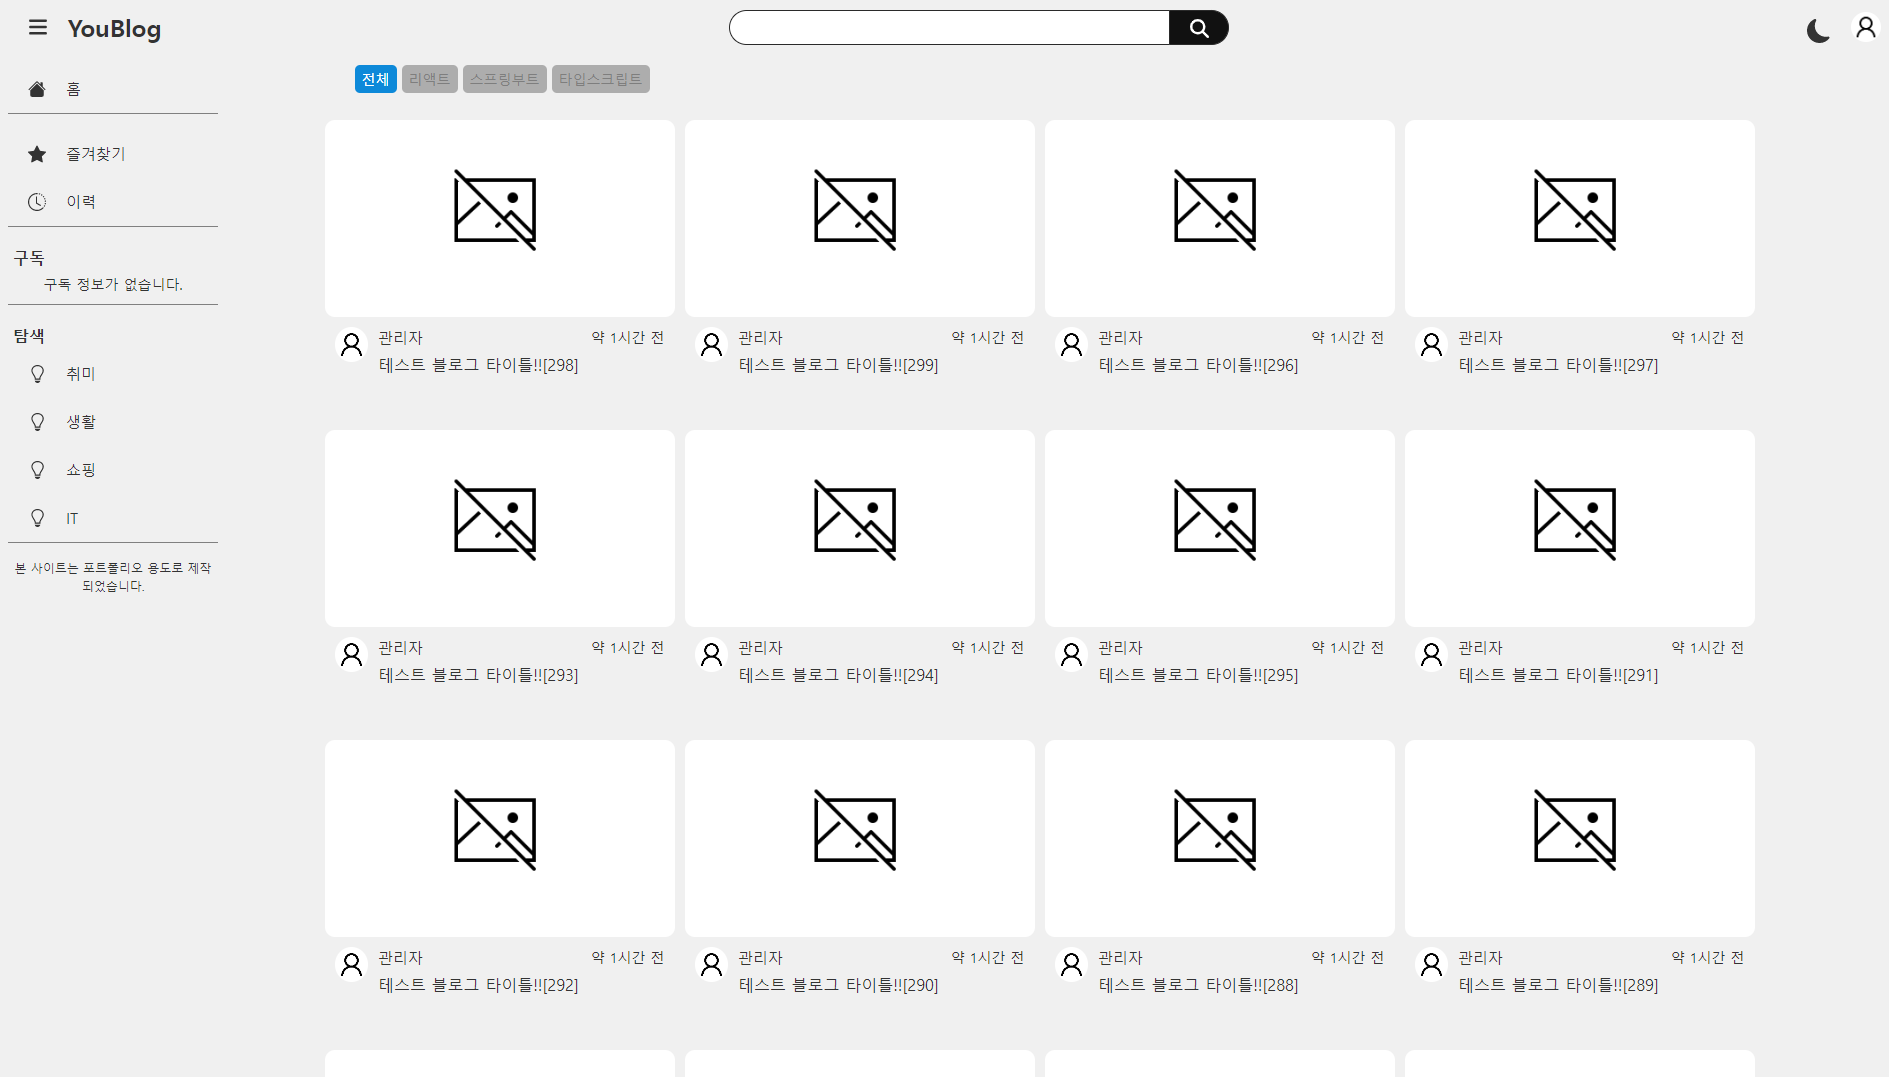 YouBlog
홈
즐겨찾기
이력
구독
구독 정보가 없습니다.
탐색
취미
생활
쇼핑
IT
본 사이트는 포트폴리오 용도로 제작
되었습니다.
전체 리액트 스프링부트 타입스크립트
관리자 약 1시간 전
테스트 블로그 타이틀!![298]
관리자 약 1시간 전
테스트 블로그 타이틀!![299]
관리자 약 1시간 전
테스트 블로그 타이틀!![296]
관리자 약 1시간 전
테스트 블로그 타이틀!![297]
관리자 약 1시간 전
테스트 블로그 타이틀!![293]
관리자 약 1시간 전
테스트 블로그 타이틀!![294]
관리자 약 1시간 전
테스트 블로그 타이틀!![295]
관리자 약 1시간 전
테스트 블로그 타이틀!![291]
관리자 약 1시간 전
테스트 블로그 타이틀!![292]
관리자 약 1시간 전
테스트 블로그 타이틀!![290]
관리자 약 1시간 전
테스트 블로그 타이틀!![288]
관리자 약 1시간 전
테스트 블로그 타이틀!![289]